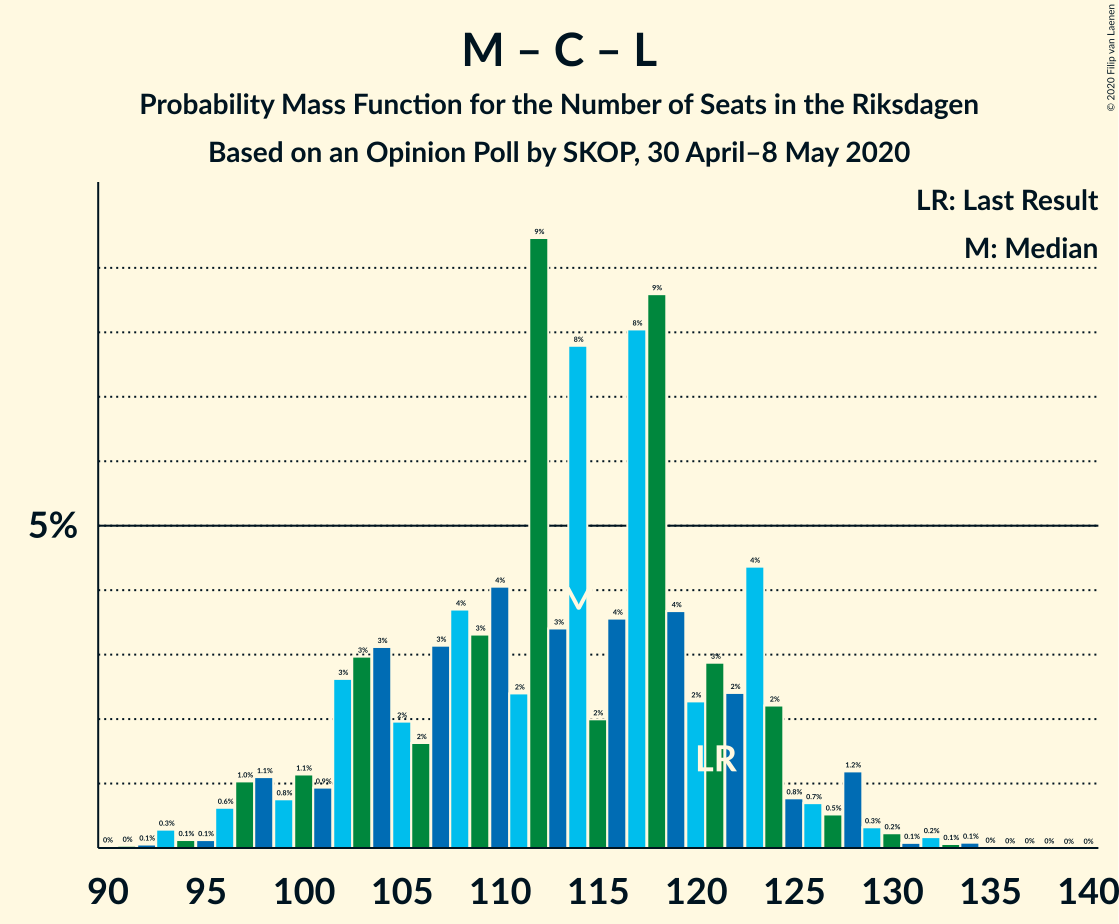 M – C – L
Probability Mass Function for the Number of Seats in the Riksdagen
Based on an Opinion Poll by SKOP, 30 April–8 May 2020
© 2020 Filip van Laenen
LR: Last Result
M: Median
5%
0% 0% 0.1% 0.3% 0.1% 0.1% 0.6% 1.0% 1.1% 0.8% 1.1% 0.9% 3% 3% 3% 2% 2% 3% 4% 3% 4% 2% 9% 3% 8% 2% 4% 8% 9% 4% 2% 3% 2% 4% 2% 0.8% 0.7% 0.5% 1.2% 0.3% 0.2% 0.1% 0.2% 0.1% 0.1% 0% 0% 0% 0% 0% 0%
M
LR
90 95 100 105 110 115 120 125 130 135 140